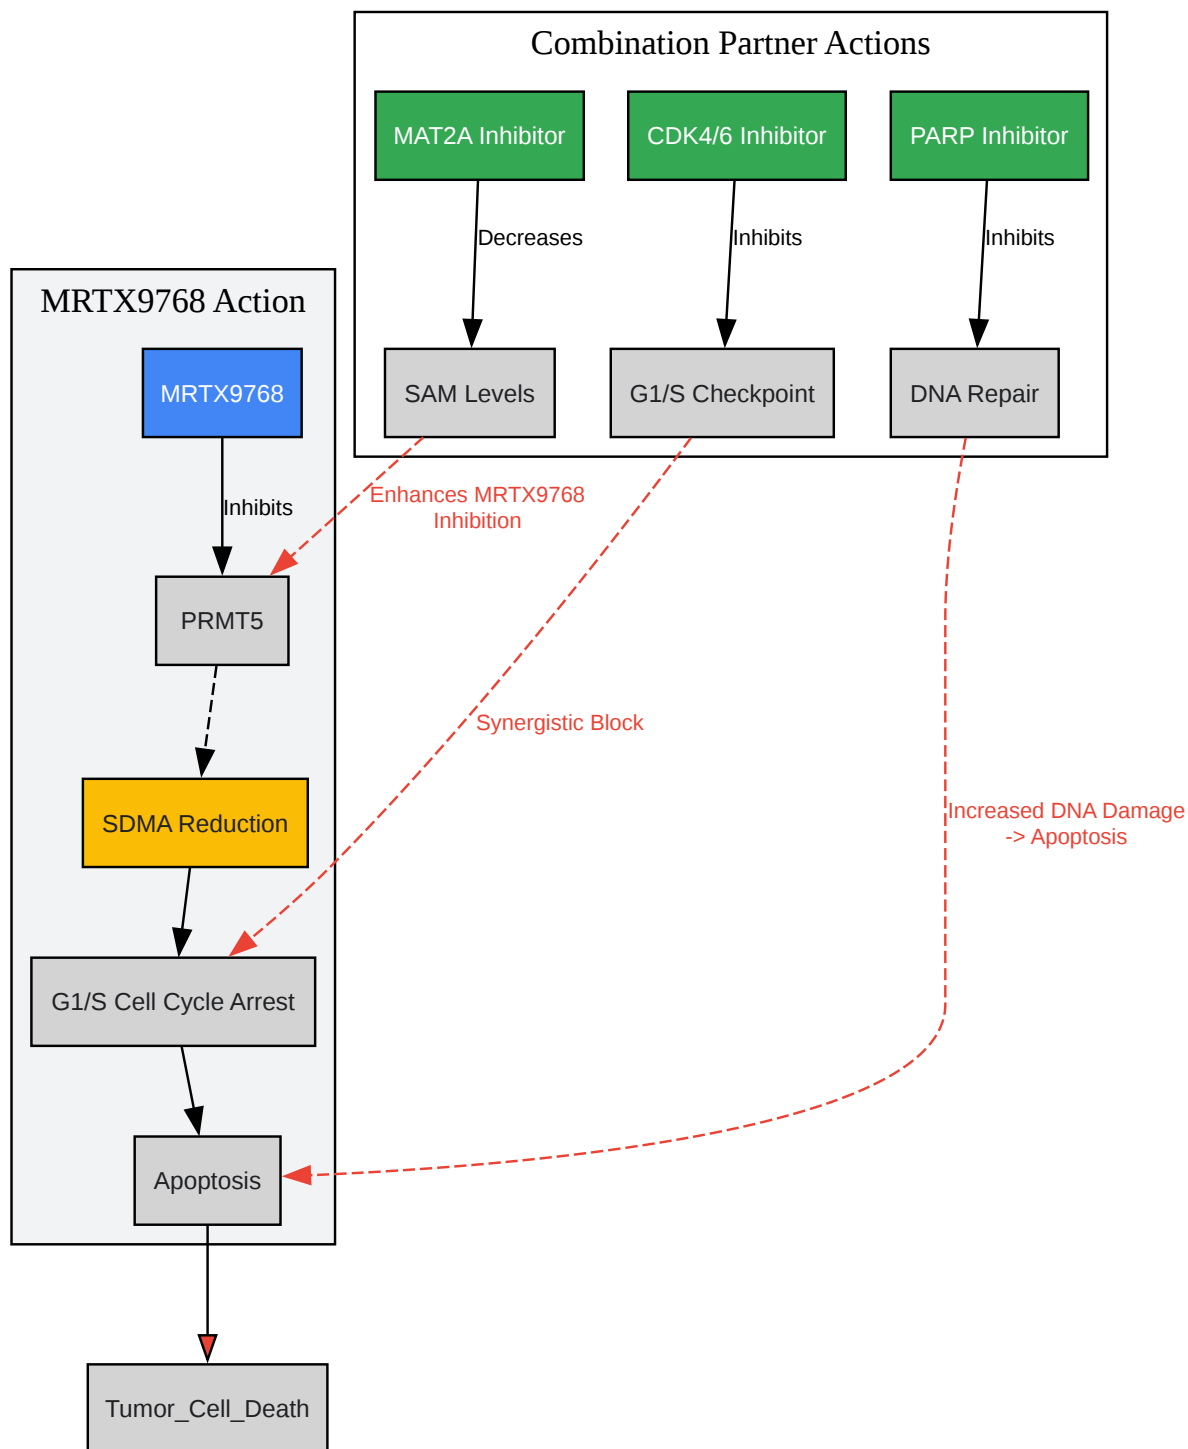 Combination Partner Actions
MAT2A Inhibitor
CDK4/6 Inhibitor
PARP Inhibitor
Decreases
Inhibits
Inhibits
SAM Levels
G1/S Checkpoint
DNA Repair
MRTX9768 Action
MRTX9768
Inhibits
Enhances MRTX9768
Inhibition
PRMT5
Synergistic Block
SDMA Reduction
Increased DNA Damage
-> Apoptosis
G1/S Cell Cycle Arrest
Apoptosis
Tumor_Cell_Death